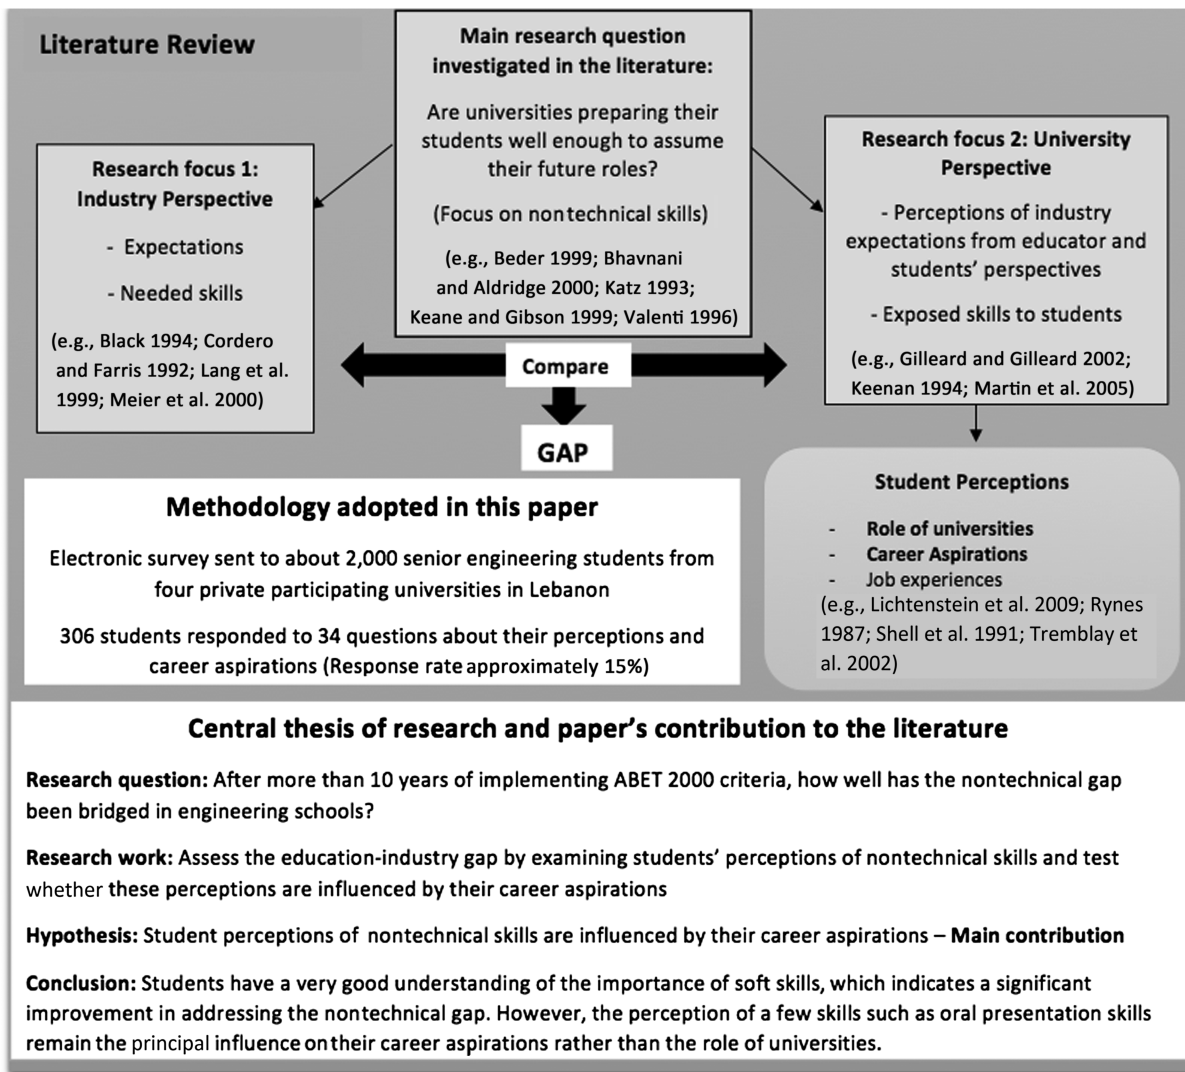 Literature Review
Main research question
investigated in the literature:
Are universities preparing their
students well enough to assume
their future roles?
(Focus on nontechnical skills)
(e.g., Beder 1999; Bhavnani
and Aldridge 2000; Katz 1993;
Keane and Gibson 1999; Valenti 1996)
Research focus 1:
Industry Perspective
- Expectations
- Needed skills
(e.g., Black 1994; Cordero
and Farris 1992; Lang et al.
1999; Meier et al. 2000)
Research focus 2: University
Perspective
- Perceptions of industry
expectations from educator and
students' perspectives
- Exposed skills to students
(e.g., Gilleard and Gilleard 2002;
Keenan 1994; Martin et al. 2005)
Compare
GAP
Student Perceptions
- Role of universities
- Career Aspirations
- Job experiences
(e.g., Lichtenstein et al. 2009; Rynes
1987; Shell et al. 1991; Tremblay et
al. 2002)
Methodology adopted in this paper
Electronic survey sent to about 2,000 senior engineering students from
four private participating universities in Lebanon
306 students responded to 34 questions about their perceptions and
career aspirations (Response rate approximately 15%)
Central thesis of research and paper's contribution to the literature
Research question: After more than 10 years of implementing ABET 2000 criteria, how well has the nontechnical gap
been bridged in engineering schools?
Research work: Assess the education-industry gap by examining students' perceptions of nontechnical skills and test
whether these perceptions are influenced by their career aspirations
Hypothesis: Student perceptions of nontechnical skills are influenced by their career aspirations – Main contribution
Conclusion: Students have a very good understanding of the importance of soft skills, which indicates a significant
improvement in addressing the nontechnical gap. However, the perception of a few skills such as oral presentation skills
remain the principal influence on their career aspirations rather than the role of universities.